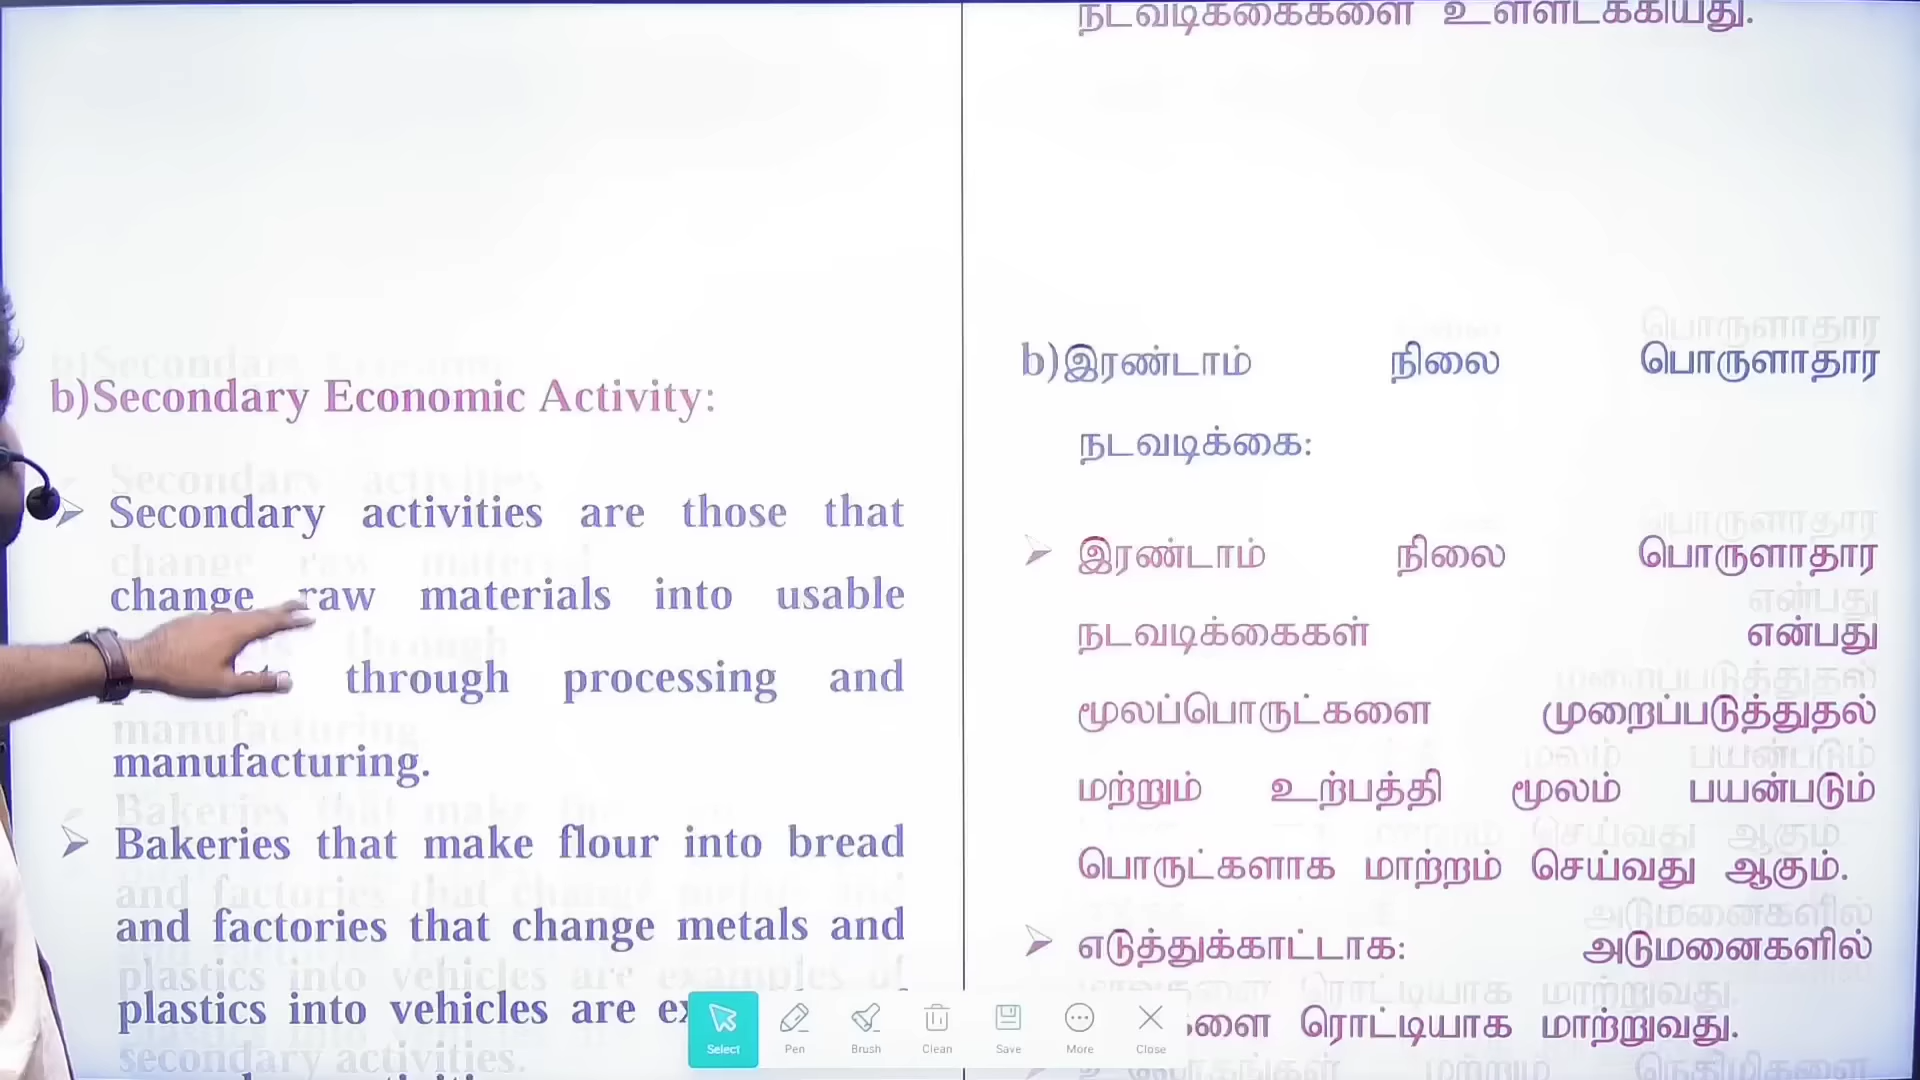 b)Secondary Economic Activity:
Secondary activities are those that
change raw materials into usable
through processing and
manufacturing.
Bakeries that make flour into bread
and factories that change metals and
plastics into vehicles are
நடவடிக்கைகளை உள்ளடக்கியது.
b)இரண்டாம் நிலை பொருளாதார
நடவடிக்கை:
இரண்டாம் நிலை பொருளாதார
நடவடிக்கைகள் என்பது
மூலப்பொருட்களை முறைப்படுத்துதல்
மற்றும் உற்பத்தி மூலம் பயன்படும்
பொருட்களாக மாற்றம் செய்வது ஆகும்.
எடுத்துக்காட்டாக: அடுமனைகளில்
ரொட்டியாக மாற்றுவது.
Select Pen Brush Clean Save More Close